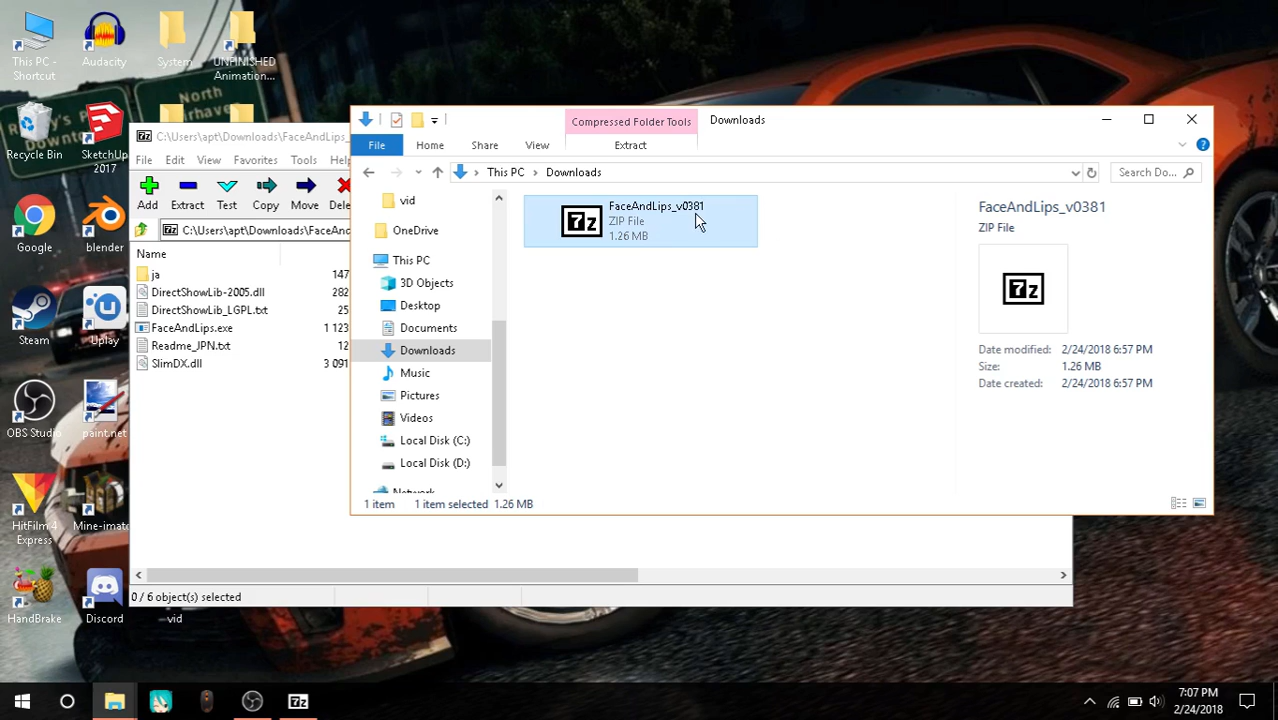 This PC -
Shortcut
Audacity
System
UNFINISHED
Animation...
North
Recycle Bin
SketchUp
2017
Google
blender
Steam
Uplay
OBS Studio
paint.net
HitFilm 4
Express
Mine-imator
HandBrake
Discord
vid
C:\Users\apt\Downloads\FaceAndLips_
File Edit View Favorites Tools
Add Extract Test Copy Move Dele
C:\Users\apt\Downloads\FaceAnd
Name
ja 147
DirectShowLib-2005.dll 282
DirectShowLib_LGPL.txt 25
FaceAndLips.exe 1 123
Readme_JPN.txt 12
SlimDX.dll 3 091
0 / 6 object(s) selected
Compressed Folder Tools Downloads
File Home Share View Extract
This PC Downloads Search Do...
vid
OneDrive
This PC
3D Objects
Desktop
Documents
Downloads
Music
Pictures
Videos
Local Disk (C:)
Local Disk (D:)
Network
FaceAndLips_v0381
ZIP File
1.26 MB
7z
FaceAndLips_v0381
ZIP File
7z
Date modified: 2/24/2018 6:57 PM
Size: 1.26 MB
Date created: 2/24/2018 6:57 PM
1 item 1 item selected 1.26 MB
7:07 PM
2/24/2018